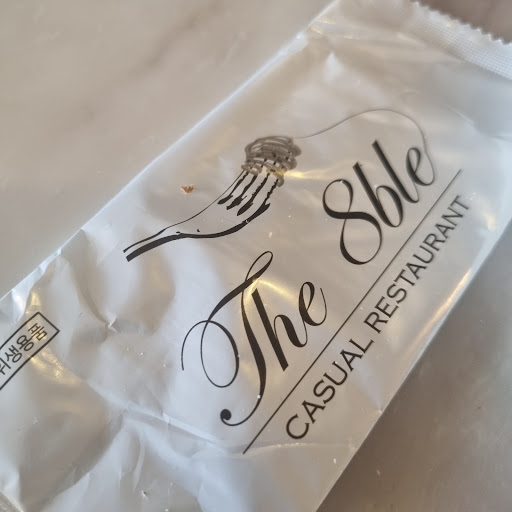 The 8ble
CASUAL RESTAURANT
위생용품